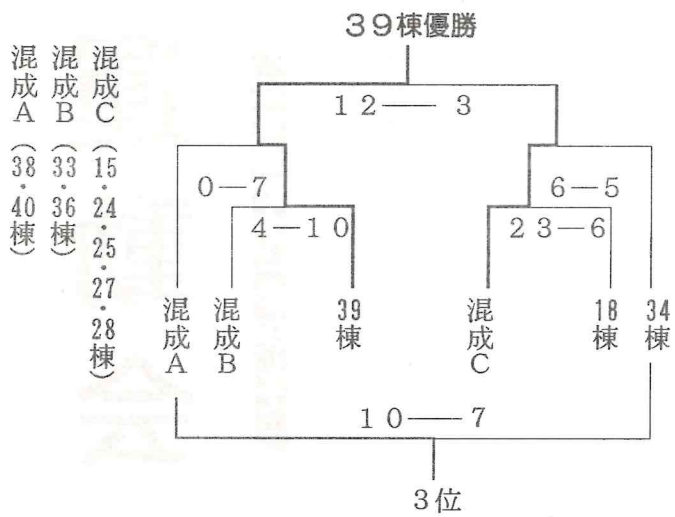 39棟優勝
混成C（15・24・25・27・28棟）
混成B（33・36棟）
混成A（38・40棟）
12―3
0―7
6―5
4―10
23―6
混成A
混成B
39棟
混成C
18棟
34棟
10―7
3位